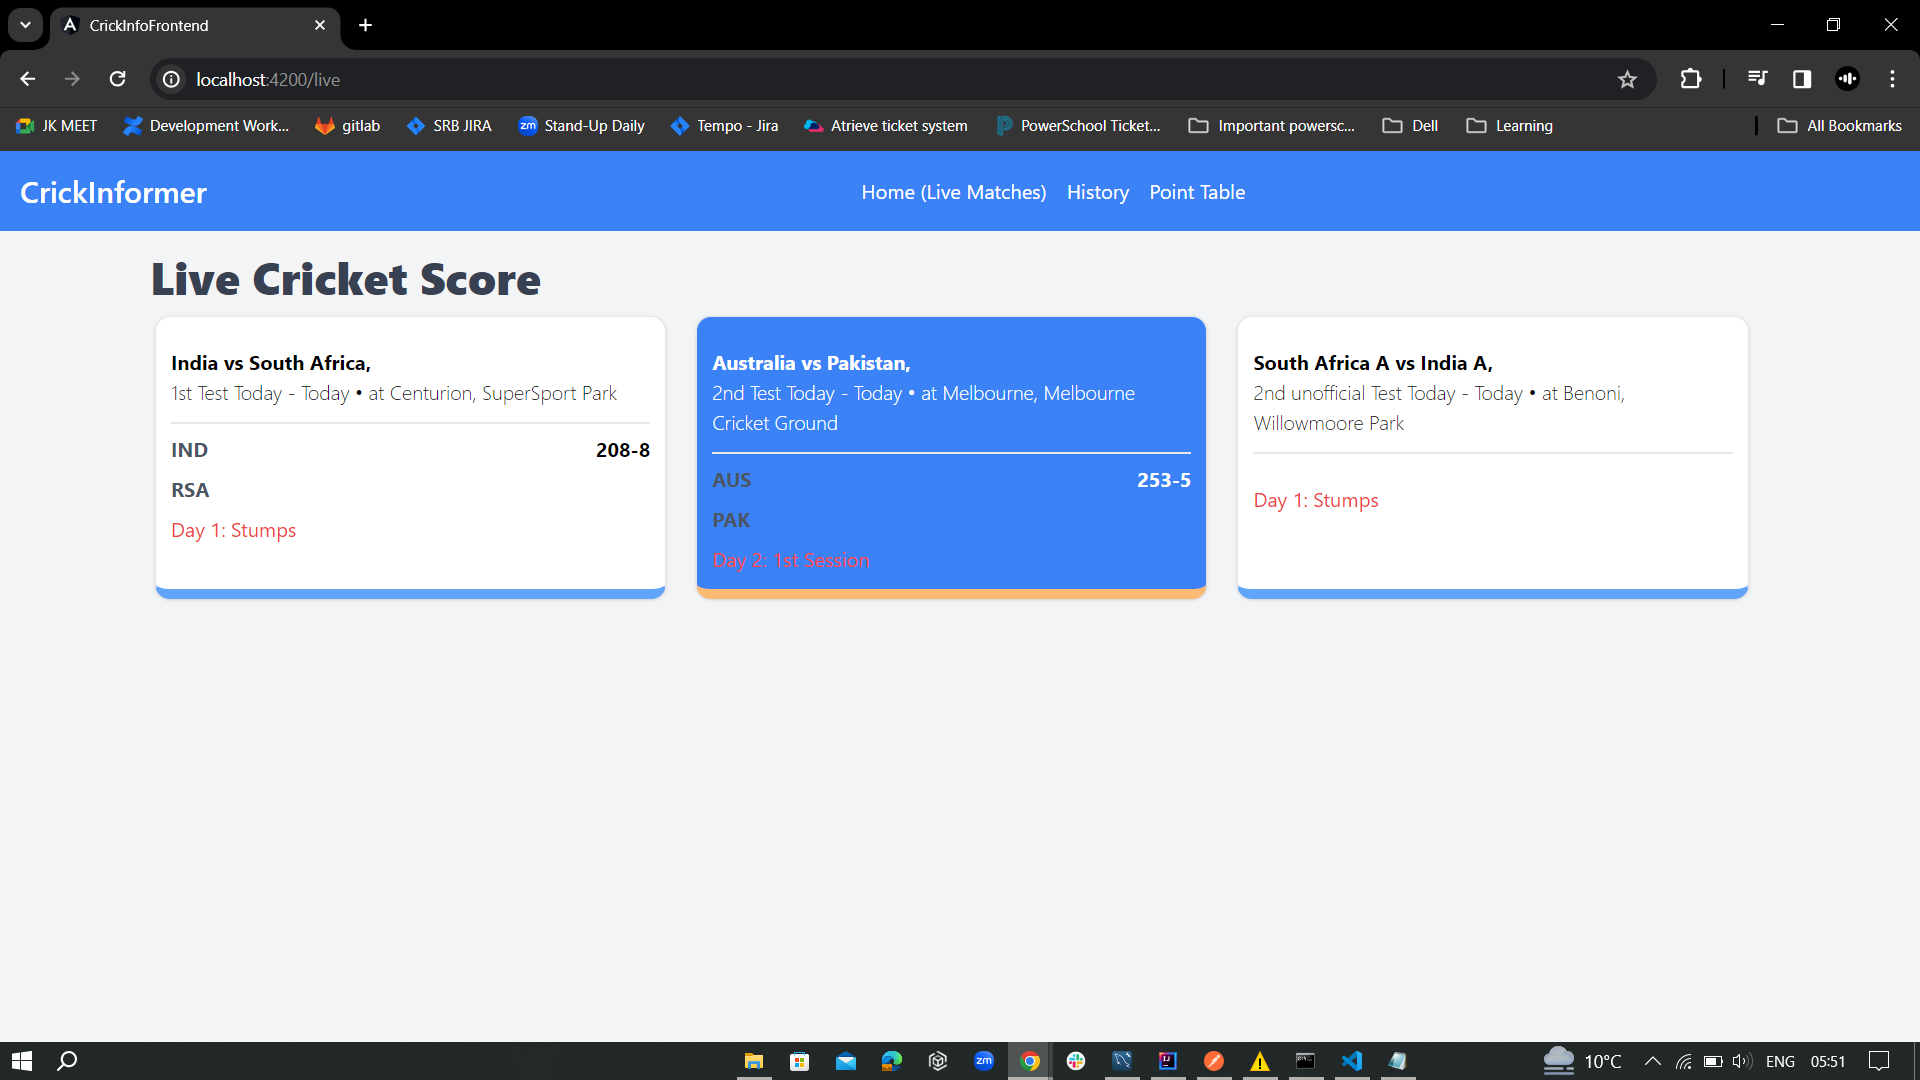 CrickInfoFrontend
localhost:4200/live
JK MEET Development Work... gitlab SRB JIRA zm Stand-Up Daily Tempo - Jira Atrieve ticket system PowerSchool Ticket... Important powersc... Dell Learning All Bookmarks
CrickInformer Home (Live Matches) History Point Table
Live Cricket Score
India vs South Africa,
1st Test Today - Today • at Centurion, SuperSport Park
IND 208-8
RSA
Day 1: Stumps
Australia vs Pakistan,
2nd Test Today - Today • at Melbourne, Melbourne
Cricket Ground
AUS 253-5
PAK
Day 2: 1st Session
South Africa A vs India A,
2nd unofficial Test Today - Today • at Benoni,
Willowmoore Park
Day 1: Stumps
zm 10°C ENG 05:51